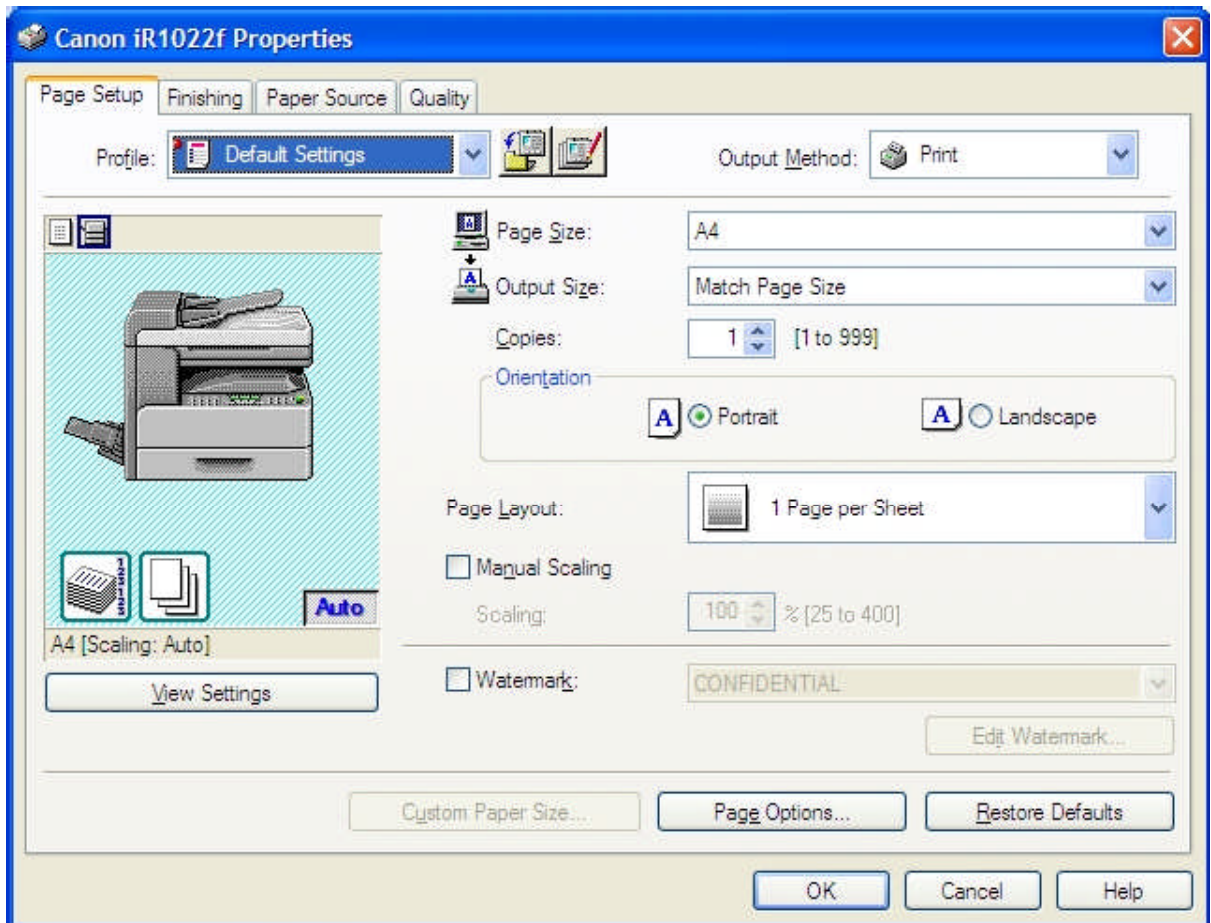 Canon iR1022f Properties
Page Setup Finishing Paper Source Quality
Profile: Default Settings Output Method: Print
Page Size: A4
Output Size: Match Page Size
Copies: 1 [1 to 999]
Orientation
A Portrait A Landscape
Page Layout: 1 Page per Sheet
Manual Scaling
Auto
Scaling: 100 % [25 to 400]
A4 [Scaling: Auto]
View Settings
Watermark: CONFIDENTIAL
Edit Watermark...
Custom Paper Size... Page Options... Restore Defaults
OK Cancel Help